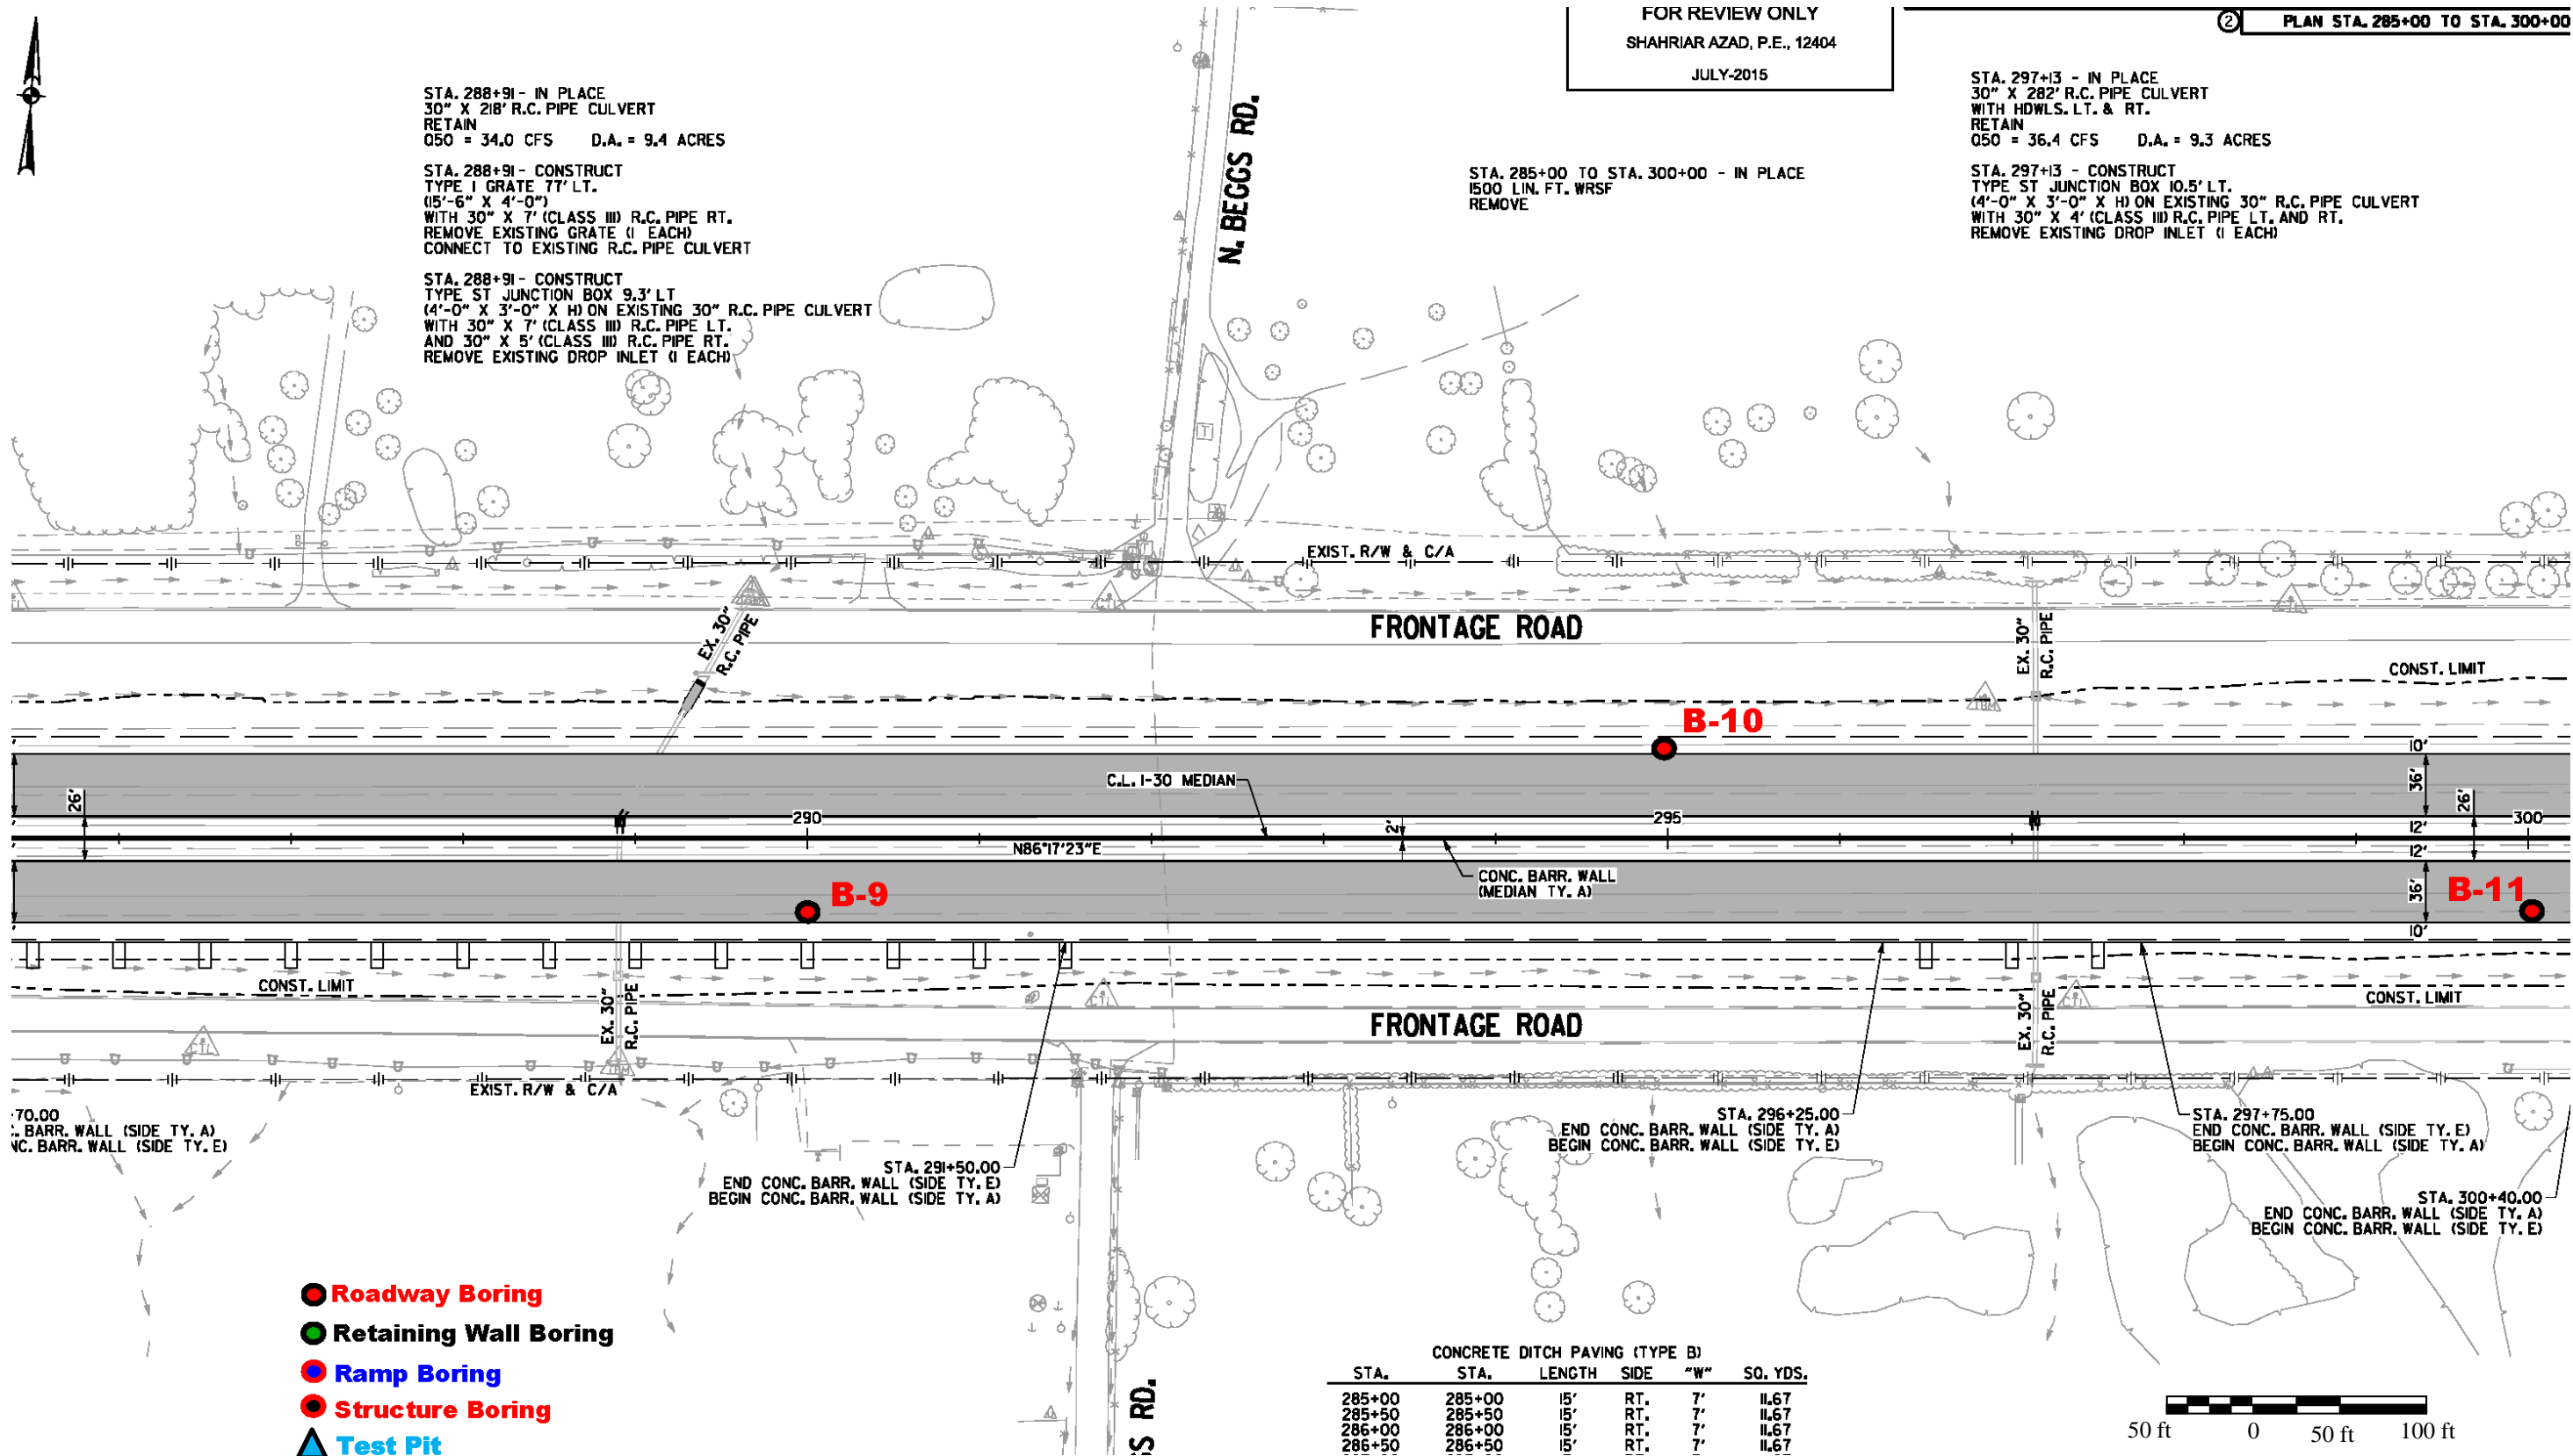 FOR REVIEW ONLY
SHAHRIAR AZAD, P.E., 12404
JULY-2015
2 PLAN STA. 285+00 TO STA. 300+00
STA. 288+91 - IN PLACE
30" X 218' R.C. PIPE CULVERT
RETAIN
Q50 = 34.0 CFS D.A. = 9.4 ACRES
STA. 288+91 - CONSTRUCT
TYPE I GRATE 77' LT.
(15'-6" X 4'-0")
WITH 30" X 7' (CLASS III) R.C. PIPE RT.
REMOVE EXISTING GRATE (1 EACH)
CONNECT TO EXISTING R.C. PIPE CULVERT
STA. 288+91 - CONSTRUCT
TYPE ST JUNCTION BOX 9.3' LT
(4'-0" X 3'-0" X H) ON EXISTING 30" R.C. PIPE CULVERT
WITH 30" X 7' (CLASS III) R.C. PIPE LT.
AND 30" X 5' (CLASS III) R.C. PIPE RT.
REMOVE EXISTING DROP INLET (1 EACH)
N. BEGGS RD.
STA. 285+00 TO STA. 300+00 - IN PLACE
1500 LIN. FT. WRSF
REMOVE
STA. 297+13 - IN PLACE
30" X 282' R.C. PIPE CULVERT
WITH HDWLS. LT. & RT.
RETAIN
Q50 = 36.4 CFS D.A. = 9.3 ACRES
STA. 297+13 - CONSTRUCT
TYPE ST JUNCTION BOX 10.5' LT.
(4'-0" X 3'-0" X H) ON EXISTING 30" R.C. PIPE CULVERT
WITH 30" X 4' (CLASS III) R.C. PIPE LT. AND RT.
REMOVE EXISTING DROP INLET (1 EACH)
EXIST. R/W & C/A
FRONTAGE ROAD
EX. 30"
R.C. PIPE
EX. 30"
R.C. PIPE
CONST. LIMIT
B-10
10'
C.L. I-30 MEDIAN
36'
26'
26'
290
2'
295
12'
300
N86°17'23"E
12'
CONC. BARR. WALL
(MEDIAN TY. A)
B-9
36'
B-11
10'
CONST. LIMIT
EX. 30"
R.C. PIPE
EX. 30"
R.C. PIPE
CONST. LIMIT
FRONTAGE ROAD
EXIST. R/W & C/A
70.00
C. BARR. WALL (SIDE TY. A)
NC. BARR. WALL (SIDE TY. E)
STA. 291+50.00
END CONC. BARR. WALL (SIDE TY. E)
BEGIN CONC. BARR. WALL (SIDE TY. A)
STA. 296+25.00
END CONC. BARR. WALL (SIDE TY. A)
BEGIN CONC. BARR. WALL (SIDE TY. E)
STA. 297+75.00
END CONC. BARR. WALL (SIDE TY. E)
BEGIN CONC. BARR. WALL (SIDE TY. A)
STA. 300+40.00
END CONC. BARR. WALL (SIDE TY. A)
BEGIN CONC. BARR. WALL (SIDE TY. E)
Roadway Boring
Retaining Wall Boring
Ramp Boring
Structure Boring
Test Pit
SS RD.
CONCRETE DITCH PAVING (TYPE B)
STA. STA. LENGTH SIDE "W" SQ. YDS.
285+00 285+00 15' RT. 7' 11.67
285+50 285+50 15' RT. 7' 11.67
286+00 286+00 15' RT. 7' 11.67
286+50 286+50 15' RT. 7' 11.67
50 ft 0 50 ft 100 ft